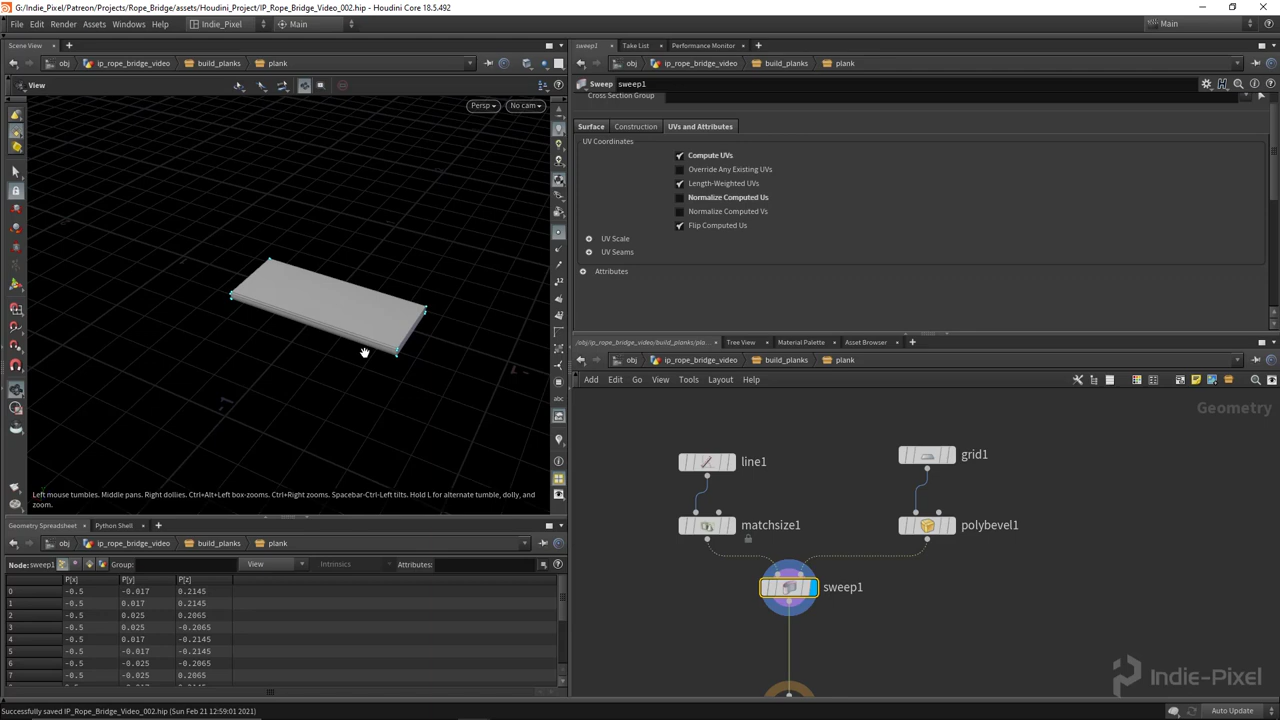 G:/Indie_Pixel/Patreon/Projects/Rope_Bridge/assets/Houdini_Project/IP_Rope_Bridge_Video_002.hip - Houdini Core 18.5.492
File Edit Render Assets Windows Help Indie_Pixel Main Main
Scene View
sweep1 Take List Performance Monitor
obj ip_rope_bridge_video build_planks plank
obj ip_rope_bridge_video build_planks plank
View
Sweep sweep1
Cross Section Group
Persp No cam
Surface Construction UVs and Attributes
UV Coordinates
Compute UVs
Override Any Existing UVs
Length-Weighted UVs
Normalize Computed Us
Normalize Computed Vs
Flip Computed Us
UV Scale
UV Seams
Attributes
/obj/ip_rope_bridge_video/build_planks/pla... Tree View Material Palette Asset Browser
obj ip_rope_bridge_video build_planks plank
Add Edit Go View Tools Layout Help
abc
Geometry
line1
grid1
matchsize1
polybevel1
sweep1
Left mouse tumbles. Middle pans. Right dollies. Ctrl+Alt+Left box-zooms. Ctrl+Right zooms. Spacebar-Ctrl-Left tilts. Hold L for alternate tumble, dolly, and
zoom.
Geometry Spreadsheet Python Shell
obj ip_rope_bridge_video build_planks plank
Node: sweep1 Group: View Intrinsics Attributes:
P[x] P[y] P[z]
0 -0.5 -0.017 0.2145
1 -0.5 0.017 0.2145
2 -0.5 0.025 0.2065
3 -0.5 0.025 -0.2065
4 -0.5 0.017 -0.2145
5 -0.5 -0.017 -0.2145
6 -0.5 -0.025 -0.2065
7 -0.5 -0.025 0.2065
Indie-Pixel
Successfully saved IP_Rope_Bridge_Video_002.hip (Sun Feb 21 12:59:01 2021)
Auto Update